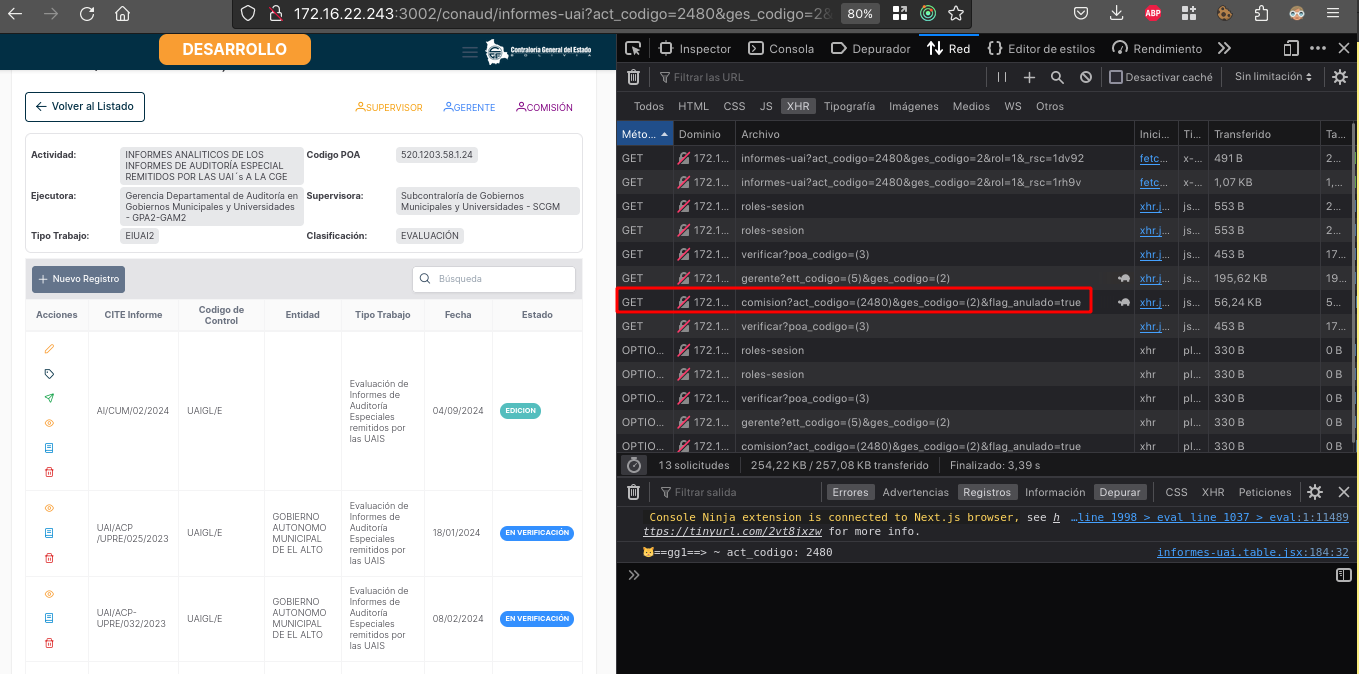 172.16.22.243:3002/conaud/informes-uai?act_codigo=2480&ges_codigo=2&
80%
ABP
DESARROLLO
Contraloría General del Estado
BOLIVIA
Volver al Listado
SUPERVISOR
GERENTE
COMISIÓN
Actividad:
INFORMES ANALITICOS DE LOS
INFORMES DE AUDITORÍA ESPECIAL
REMITIDOS POR LAS UAI´s A LA CGE
Codigo POA
520.1203.58.1.24
Ejecutora:
Gerencia Departamental de Auditoría en
Gobiernos Municipales y Universidades
- GPA2-GAM2
Supervisora:
Subcontraloría de Gobiernos
Municipales y Universidades - SCGM
Tipo Trabajo:
EIUAI2
Clasificación:
EVALUACIÓN
+ Nuevo Registro
Búsqueda
Acciones
CITE Informe
Codigo de
Control
Entidad
Tipo Trabajo
Fecha
Estado
AI/CUM/02/2024
UAIGL/E
Evaluación de
Informes de
Auditoría
Especiales
remitidos por
las UAIS
04/09/2024
EDICION
UAI/ACP
/UPRE/025/2023
UAIGL/E
GOBIERNO
AUTONOMO
MUNICIPAL
DE EL ALTO
Evaluación de
Informes de
Auditoría
Especiales
remitidos por
las UAIS
18/01/2024
EN VERIFICACIÓN
UAI/ACP-
UPRE/032/2023
UAIGL/E
GOBIERNO
AUTONOMO
MUNICIPAL
DE EL ALTO
Evaluación de
Informes de
Auditoría
Especiales
remitidos por
las UAIS
08/02/2024
EN VERIFICACIÓN
Inspector
Consola
Depurador
Red
Editor de estilos
Rendimiento
Filtrar las URL
Desactivar caché
Sin limitación
Todos HTML CSS JS XHR Tipografía Imágenes Medios WS Otros
Méto... Dominio Archivo Inici... Ti... Transferido Ta...
GET 172.1... informes-uai?act_codigo=2480&ges_codigo=2&rol=1&_rsc=1dv92 fetc... x-... 491 B 2...
GET 172.1... informes-uai?act_codigo=2480&ges_codigo=2&rol=1&_rsc=1rh9v fetc... x-... 1,07 KB 1,...
GET 172.1... roles-sesion xhr.j... js... 553 B 2...
GET 172.1... roles-sesion xhr.j... js... 553 B 2...
GET 172.1... verificar?poa_codigo=(3) xhr.j... js... 453 B 17...
GET 172.1... gerente?ett_codigo=(5)&ges_codigo=(2) xhr.j... js... 195,62 KB 19...
GET 172.1... comision?act_codigo=(2480)&ges_codigo=(2)&flag_anulado=true xhr.j... js... 56,24 KB 5...
GET 172.1... verificar?poa_codigo=(3) xhr.j... js... 453 B 17...
OPTIO... 172.1... roles-sesion xhr pl... 330 B 0 B
OPTIO... 172.1... roles-sesion xhr pl... 330 B 0 B
OPTIO... 172.1... verificar?poa_codigo=(3) xhr pl... 330 B 0 B
OPTIO... 172.1... gerente?ett_codigo=(5)&ges_codigo=(2) xhr pl... 330 B 0 B
OPTIO... 172.1... comision?act_codigo=(2480)&ges_codigo=(2)&flag_anulado=true xhr pl... 330 B 0 B
13 solicitudes 254,22 KB / 257,08 KB transferido Finalizado: 3,39 s
Filtrar salida
Errores Advertencias Registros Información Depurar CSS XHR Peticiones
Console Ninja extension is connected to Next.js browser, see h …line 1998 > eval line 1037 > eval:1:11489
ttps://tinyurl.com/2vt8jxzw for more info.
🐱==gg1==> ~ act_codigo: 2480 informes-uai.table.jsx:184:32